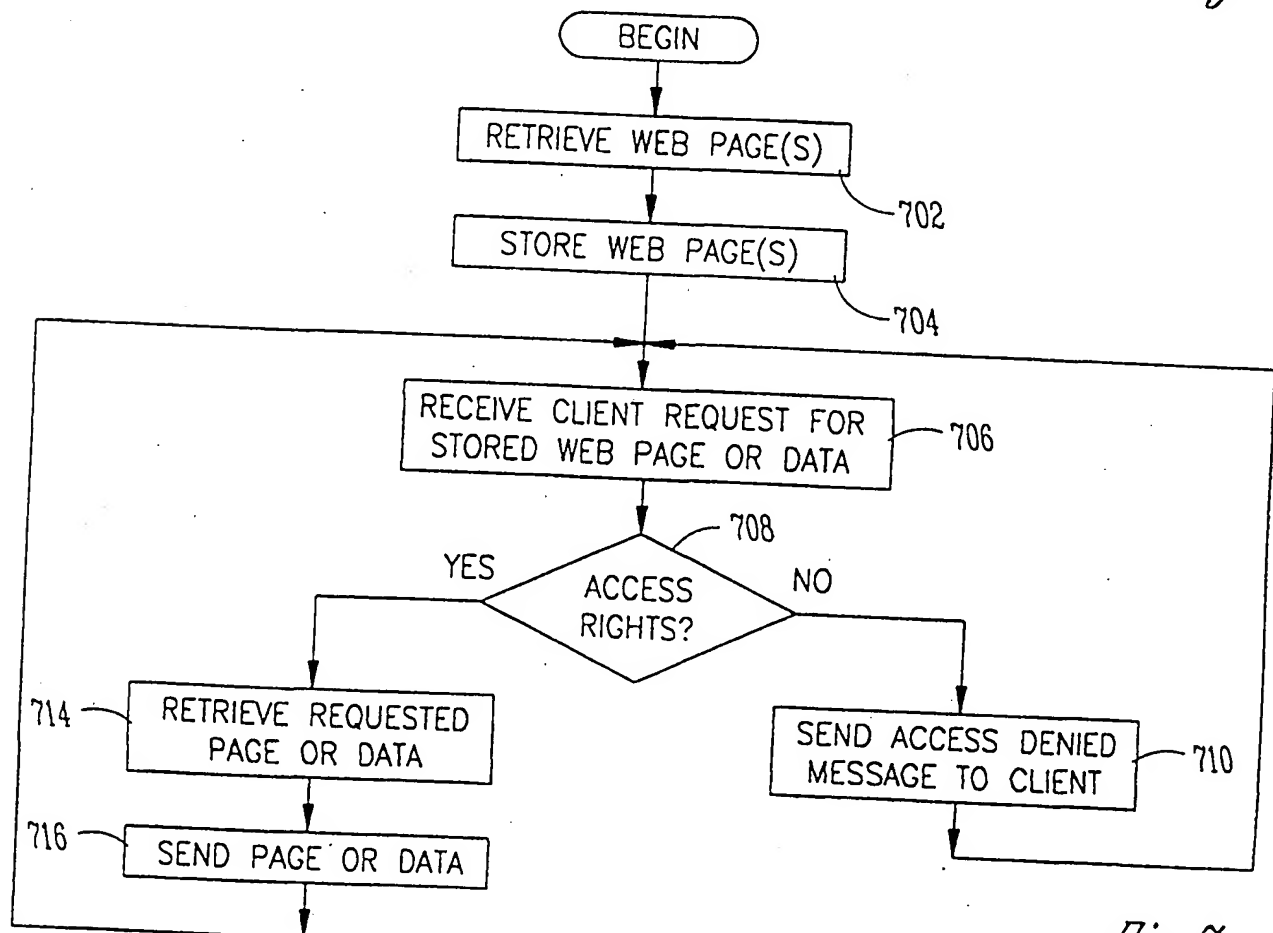 BEGIN
RETRIEVE WEB PAGE(S)
702
STORE WEB PAGE(S)
704
RECEIVE CLIENT REQUEST FOR
STORED WEB PAGE OR DATA
706
708
YES
NO
ACCESS
RIGHTS?
714
RETRIEVE REQUESTED
PAGE OR DATA
SEND ACCESS DENIED
MESSAGE TO CLIENT
710
716
SEND PAGE OR DATA